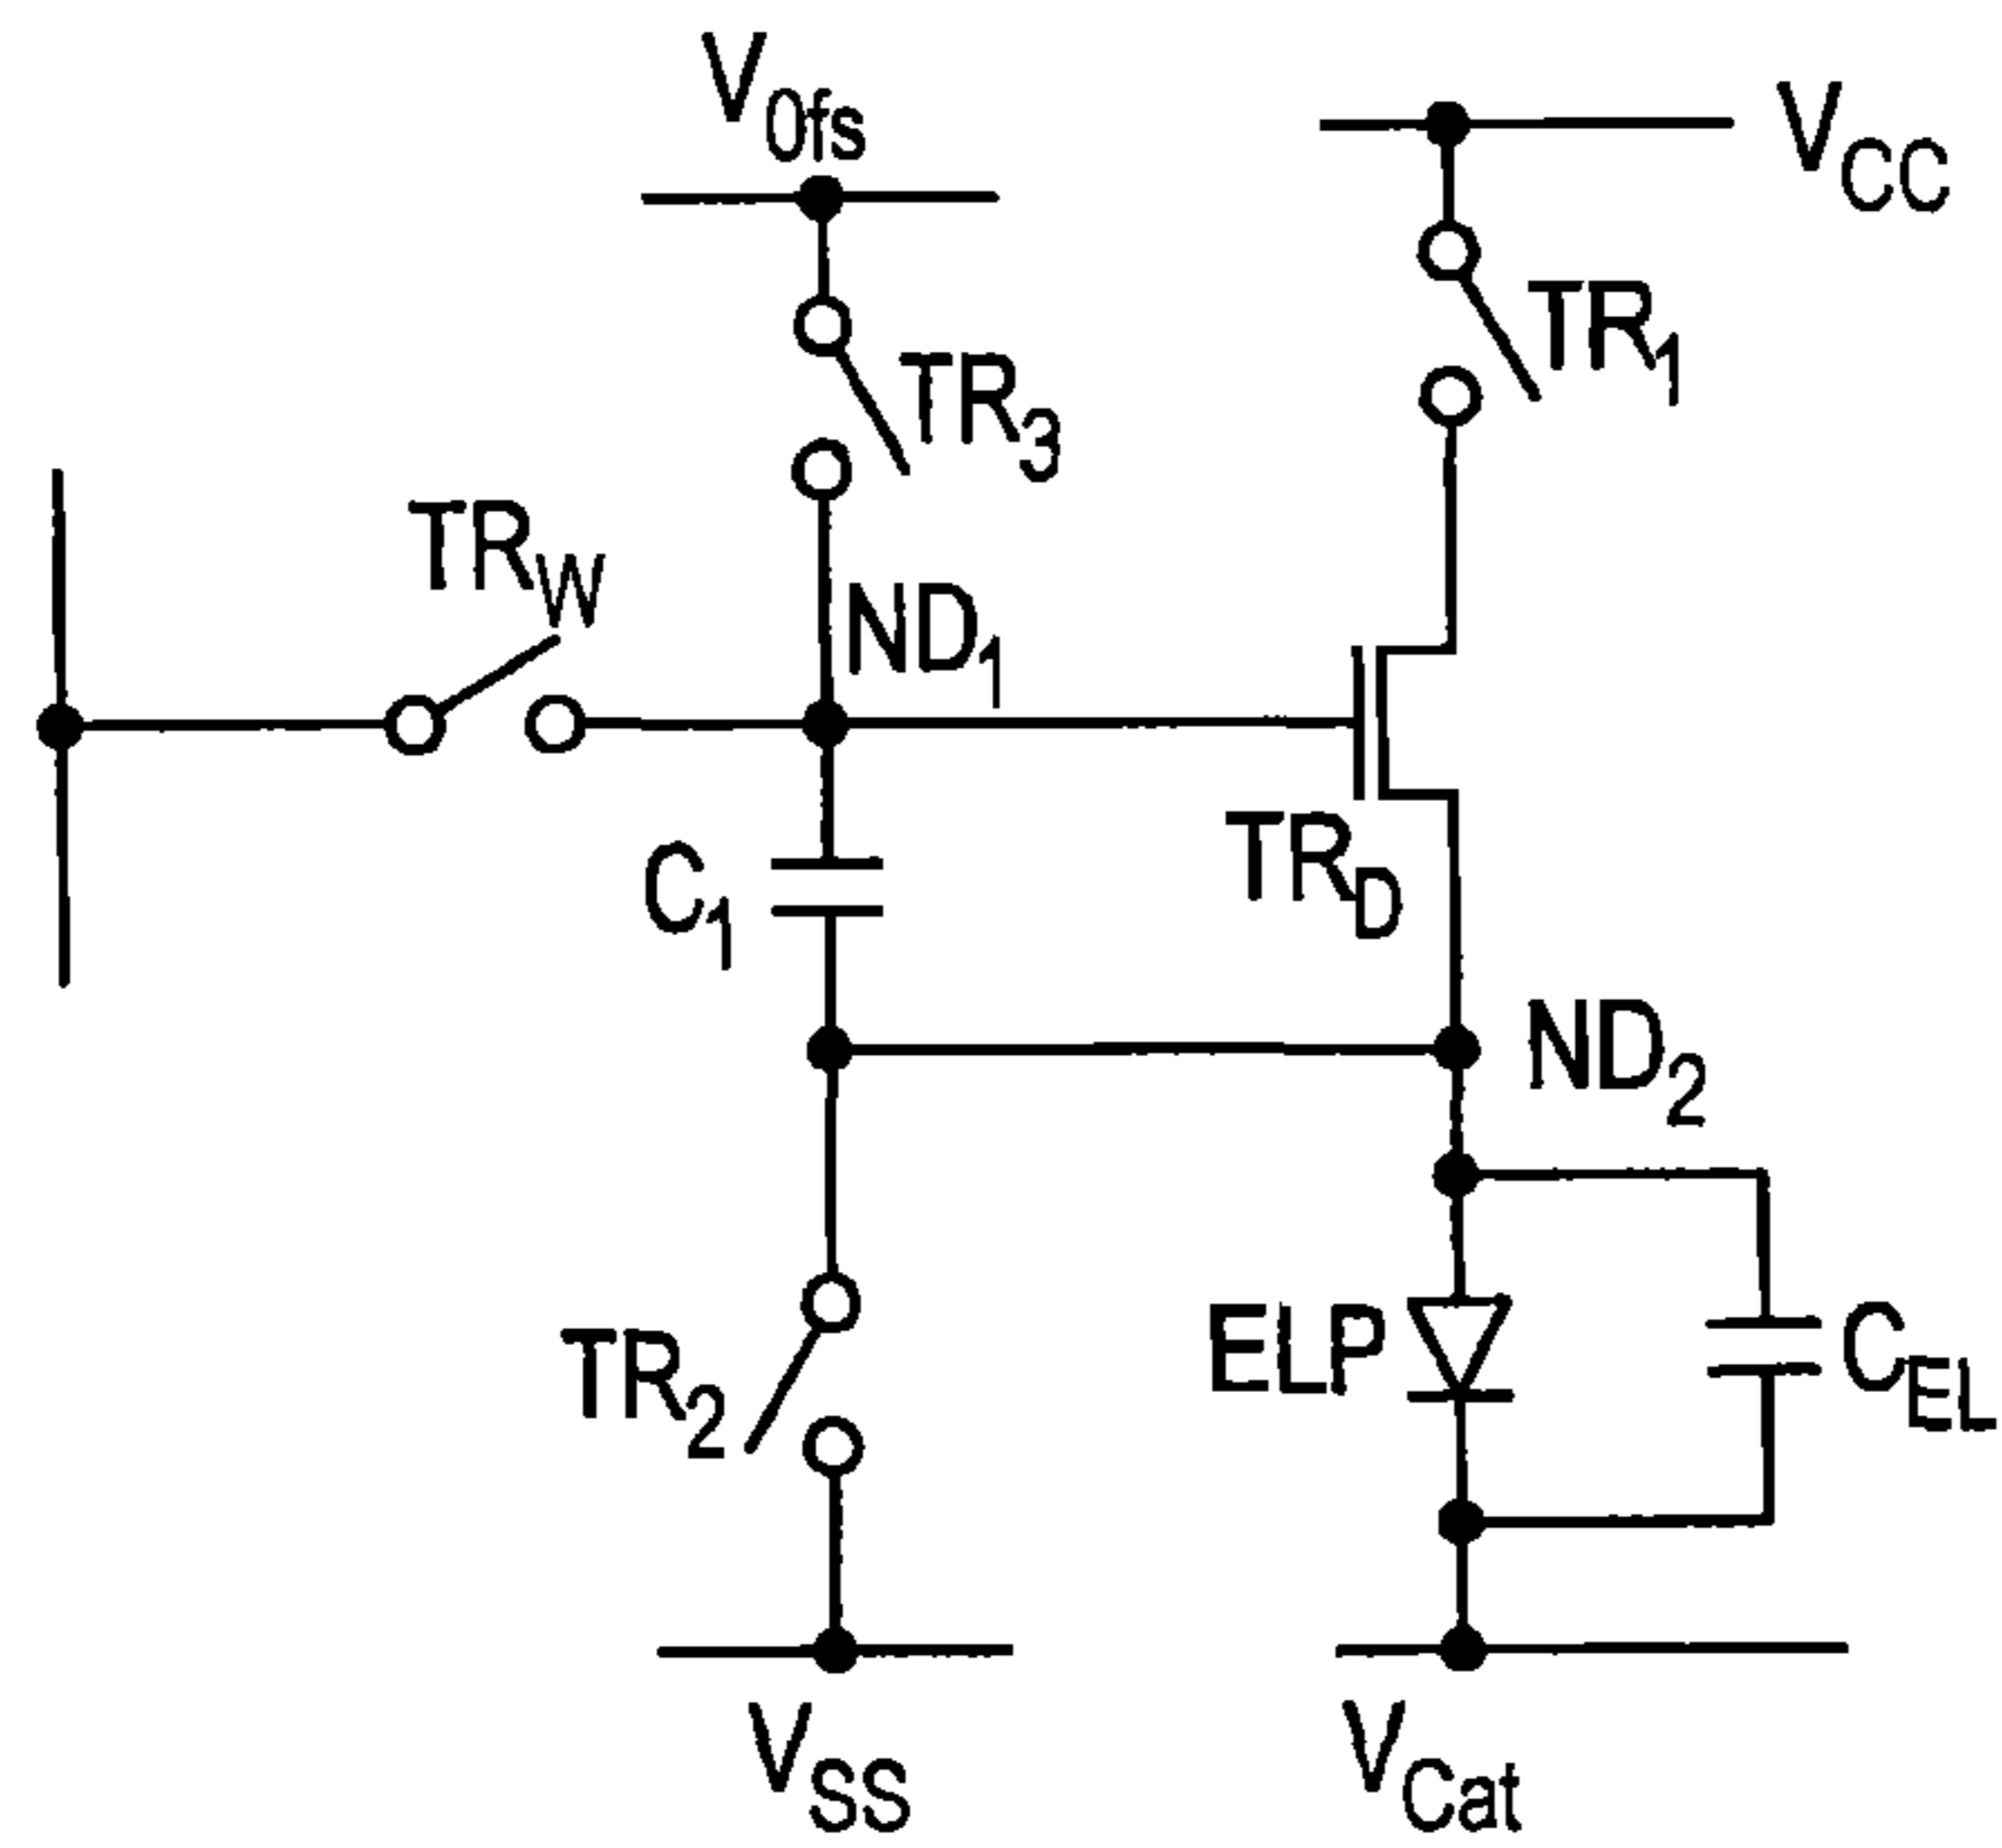 V0fs
VCC
TR1
TR3
TRW
ND1
C1
TRD
ND2
TR2
ELP
CEL
VSS
VCat